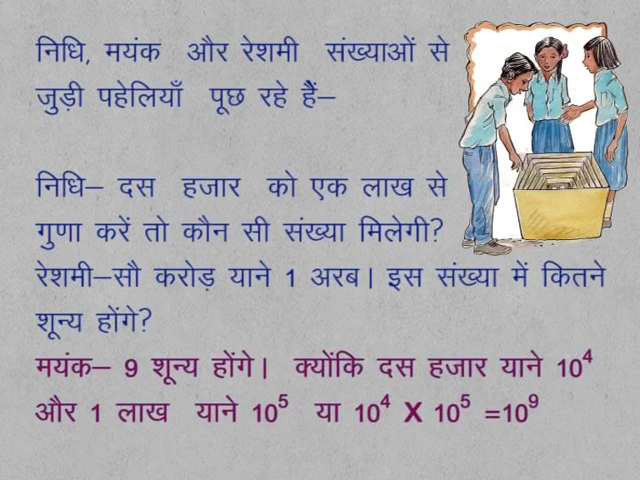 निधि, मयंक और रेशमी संख्याओं से
जुड़ी पहेलियाँ पूछ रहे हैं–
निधि– दस हजार को एक लाख से
गुणा करें तो कौन सी संख्या मिलेगी?
रेशमी–सौ करोड़ याने 1 अरब। इस संख्या में कितने
शून्य होंगे?
मयंक– 9 शून्य होंगे। क्योंकि दस हजार याने 10⁴
और 1 लाख याने 10⁵ या 10⁴ X 10⁵ =10⁹